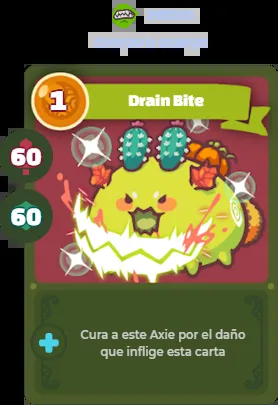 1
Drain Bite
60
60
Cura a este Axie por el daño
que inflige esta carta